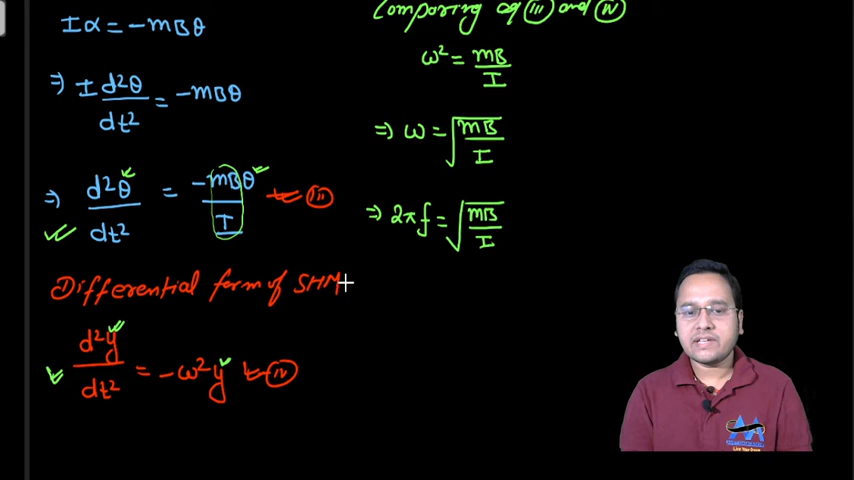 Iα = -mBθ
⇒ I d²θ/dt² = -mBθ
⇒ d²θ/dt² = -mBθ/I (iii)
Differential form of SHM
d²y/dt² = -ω²y (iv)
Comparing eq (iii) and (iv)
ω² = mB/I
⇒ ω = √(mB/I)
⇒ 2πf = √(mB/I)